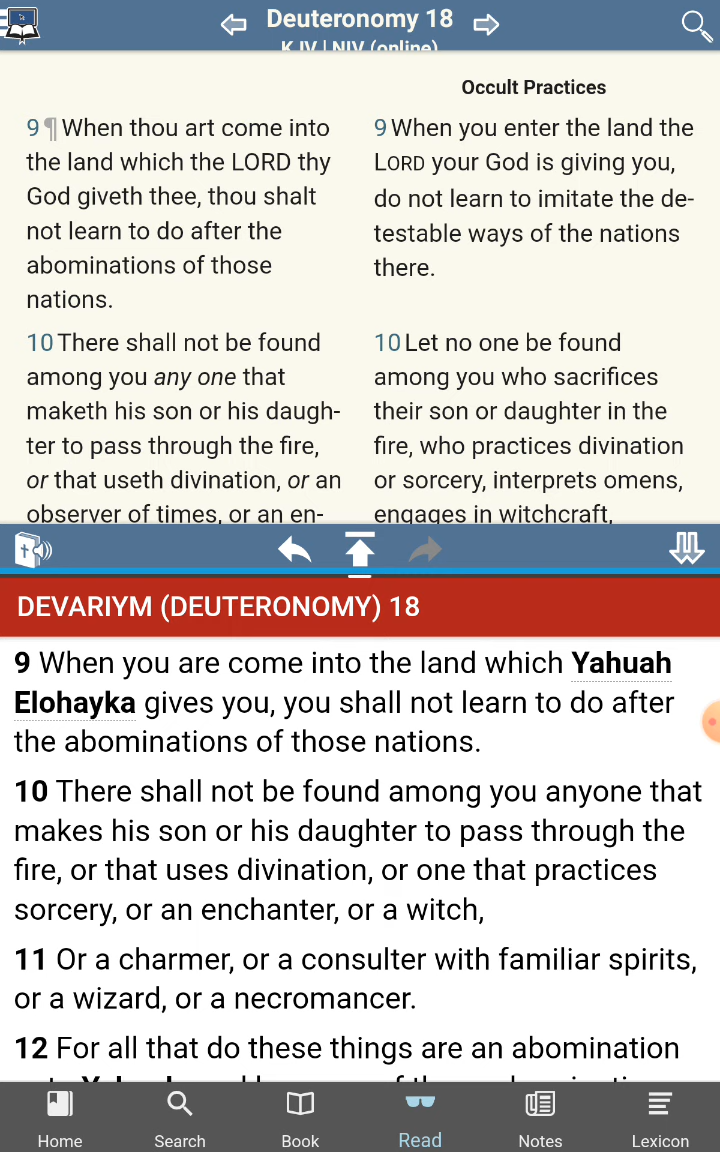 Deuteronomy 18
KJV | NIV (online)
Occult Practices
9 ¶ When thou art come into
the land which the LORD thy
God giveth thee, thou shalt
not learn to do after the
abominations of those
nations.
10 There shall not be found
among you any one that
maketh his son or his daugh-
ter to pass through the fire,
or that useth divination, or an
observer of times, or an en-
9 When you enter the land the
LORD your God is giving you,
do not learn to imitate the de-
testable ways of the nations
there.
10 Let no one be found
among you who sacrifices
their son or daughter in the
fire, who practices divination
or sorcery, interprets omens,
engages in witchcraft,
DEVARIYM (DEUTERONOMY) 18
9 When you are come into the land which Yahuah
Elohayka gives you, you shall not learn to do after
the abominations of those nations.
10 There shall not be found among you anyone that
makes his son or his daughter to pass through the
fire, or that uses divination, or one that practices
sorcery, or an enchanter, or a witch,
11 Or a charmer, or a consulter with familiar spirits,
or a wizard, or a necromancer.
12 For all that do these things are an abomination
Home
Search
Book
Read
Notes
Lexicon